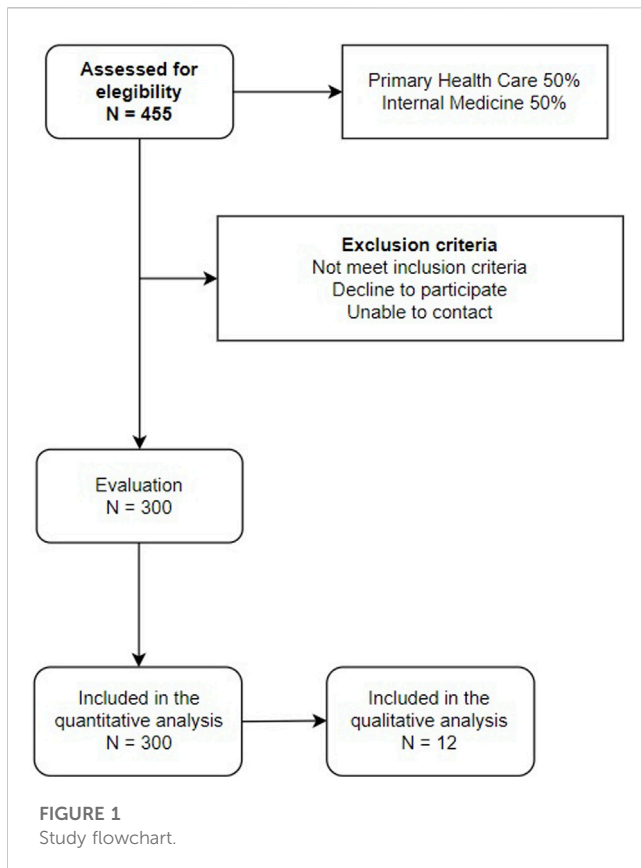 Assessed for
elegibility
N = 455
Primary Health Care 50%
Internal Medicine 50%
Exclusion criteria
Not meet inclusion criteria
Decline to participate
Unable to contact
Evaluation
N = 300
Included in the
quantitative analysis
N = 300
Included in the
qualitative analysis
N = 12
FIGURE 1
Study flowchart.